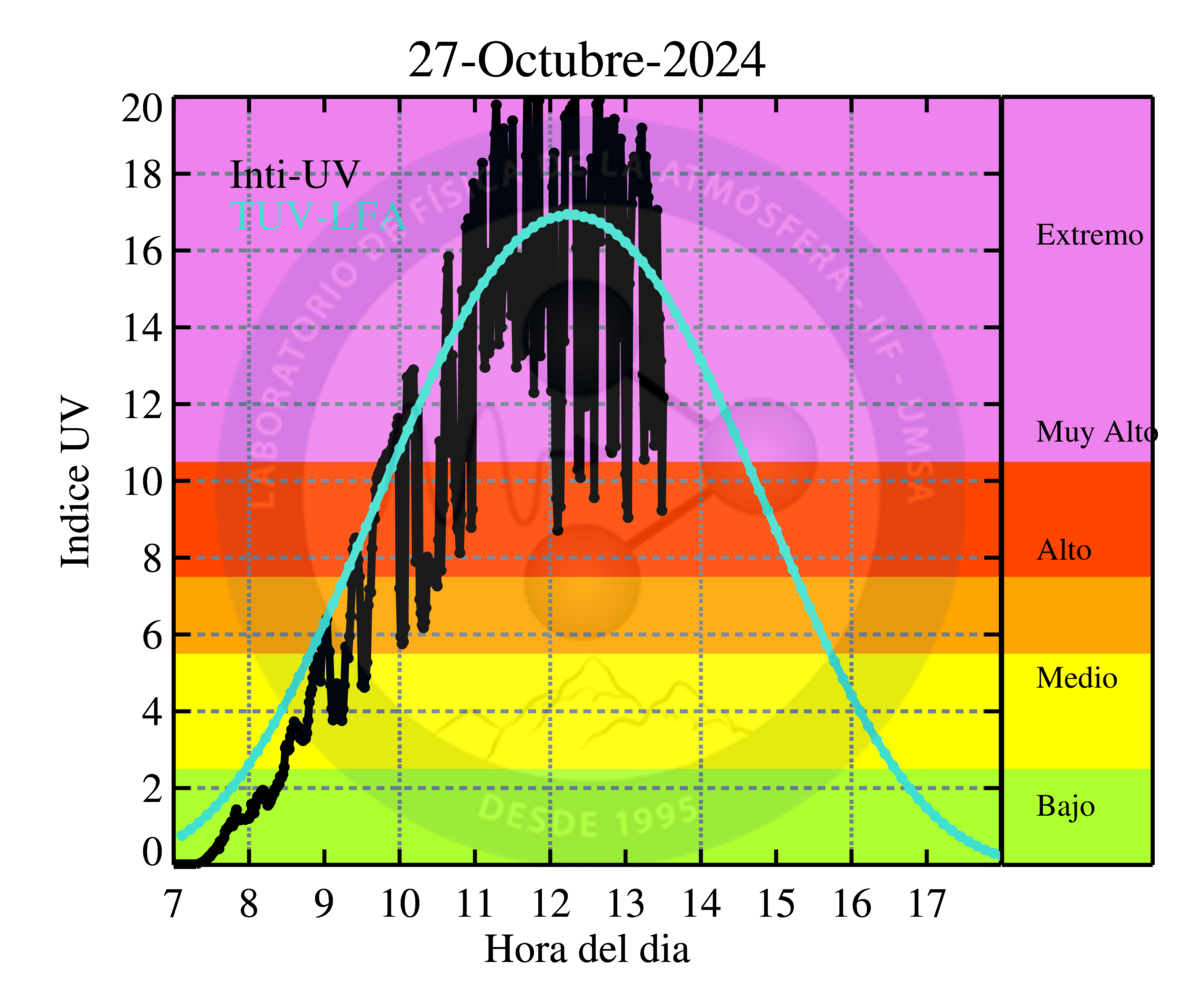 27-Octubre-2024
20
18
16
14
12
10
8
6
4
2
0
Indice UV
Inti-UV
TUV-LFA
LABORATORIO DE FÍSICA DE LA ATMÓSFERA - IIF - UMSA
DESDE 1995
Extremo
Muy Alto
Alto
Medio
Bajo
7 8 9 10 11 12 13 14 15 16 17
Hora del dia